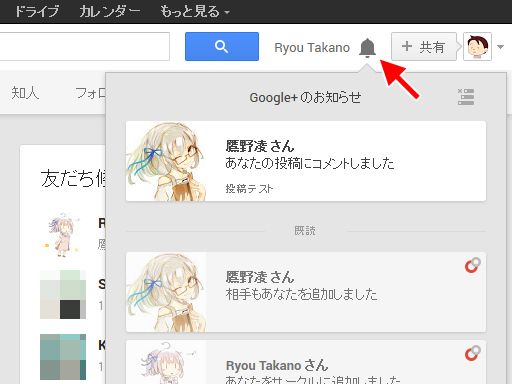 ドライブ カレンダー もっと見る
Ryou Takano
+ 共有
知人 フォロ
Google+ のお知らせ
友だち候
鷹野凌 さん
あなたの投稿にコメントしました
投稿テスト
既読
鷹野凌 さん
相手もあなたを追加しました
Ryou Takano さん
あなたをサークルに追加しました
R
鷹
S
1
K
1